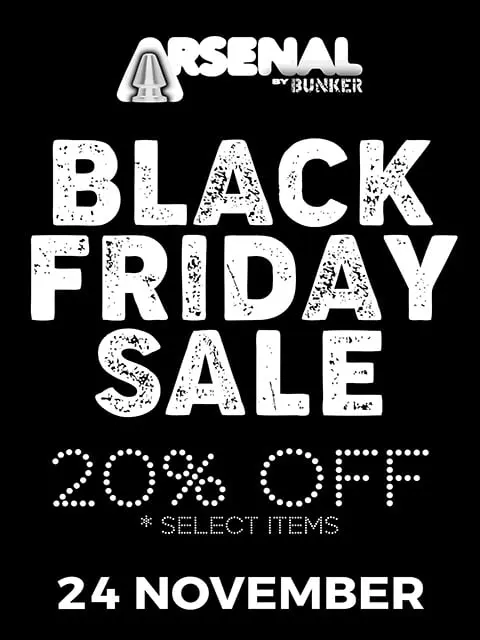 ARSENAL
BY BUNKER
BLACK
FRIDAY
SALE
20% OFF
* SELECT ITEMS
24 NOVEMBER